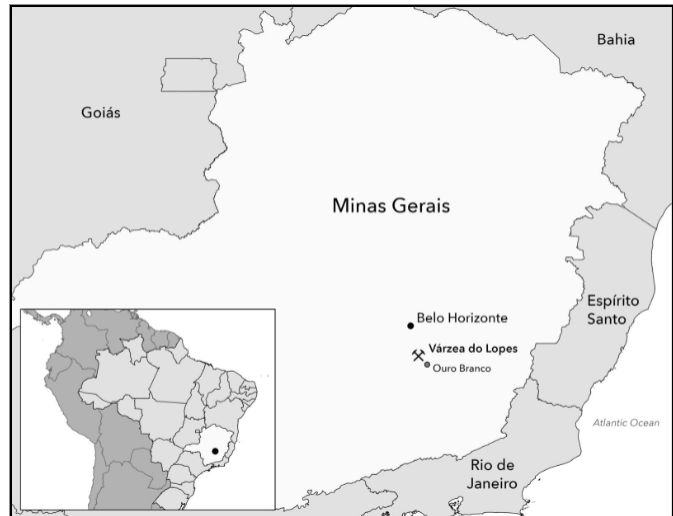 Bahia
Goiás
Minas Gerais
Espírito
Santo
Belo Horizonte
Várzea do Lopes
Ouro Branco
Atlantic Ocean
Rio de
Janeiro